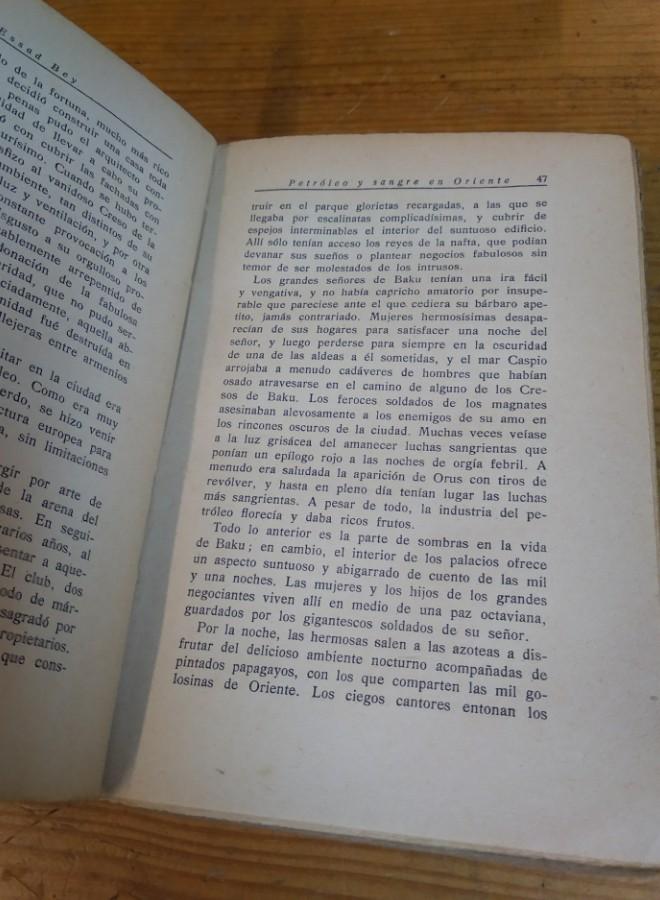 Essad Bey
o de la fortuna, mucho más rico
decidió construir una casa toda
penas pudo el arquitecto con-
idad de llevar a cabo su pro-
ó con cubrir las fachadas con
urísimo. Cuando se hubo ter-
fizo al vanidoso Creso de la
ambiente, tan distintos de su
luz y ventilación, y por otra
onstante provocación a los
sgusto a su orgulloso pro-
tablemente arrepentido de
donación de la fabulosa
eridad, que no pudo ser-
ciadamente, aquella ab-
nidad fué destruída en
llejeras entre armenios
itar en la ciudad era
leo. Como era muy
erdo, se hizo venir
ctura europea para
a, sin limitaciones
rgir por arte de
de la arena del
sas. En segui-
varios años, al
sentar a aque-
El club, dos
odo de már-
sagrado por
ropietarios.
que cons-
Petróleo y sangre en Oriente 47
truir en el parque glorietas recargadas, a las que se
llegaba por escalinatas complicadísimas, y cubrir de
espejos interminables el interior del suntuoso edificio.
Allí sólo tenían acceso los reyes de la nafta, que podían
devanar sus sueños o plantear negocios fabulosos sin
temor de ser molestados de los intrusos.
Los grandes señores de Baku tenían una ira fácil
y vengativa, y no había capricho amatorio por insupe-
rable que pareciese ante el que cediera su bárbaro ape-
tito, jamás contrariado. Mujeres hermosísimas desapa-
recían de sus hogares para satisfacer una noche del
señor, y luego perderse para siempre en la oscuridad
de una de las aldeas a él sometidas, y el mar Caspio
arrojaba a menudo cadáveres de hombres que habían
osado atravesarse en el camino de alguno de los Cre-
sos de Baku. Los feroces soldados de los magnates
asesinaban alevosamente a los enemigos de su amo en
los rincones oscuros de la ciudad. Muchas veces veíase
a la luz grisácea del amanecer luchas sangrientas que
ponían un epílogo rojo a las noches de orgía febril. A
menudo era saludada la aparición de Orus con tiros de
revólver, y hasta en pleno día tenían lugar las luchas
más sangrientas. A pesar de todo, la industria del pe-
tróleo florecía y daba ricos frutos.
Todo lo anterior es la parte de sombras en la vida
de Baku; en cambio, el interior de los palacios ofrece
un aspecto suntuoso y abigarrado de cuento de las mil
y una noches. Las mujeres y los hijos de los grandes
negociantes viven allí en medio de una paz octaviana,
guardados por los gigantescos soldados de su señor.
Por la noche, las hermosas salen a las azoteas a dis-
frutar del delicioso ambiente nocturno acompañadas de
pintados papagayos, con los que comparten las mil go-
losinas de Oriente. Los ciegos cantores entonan los